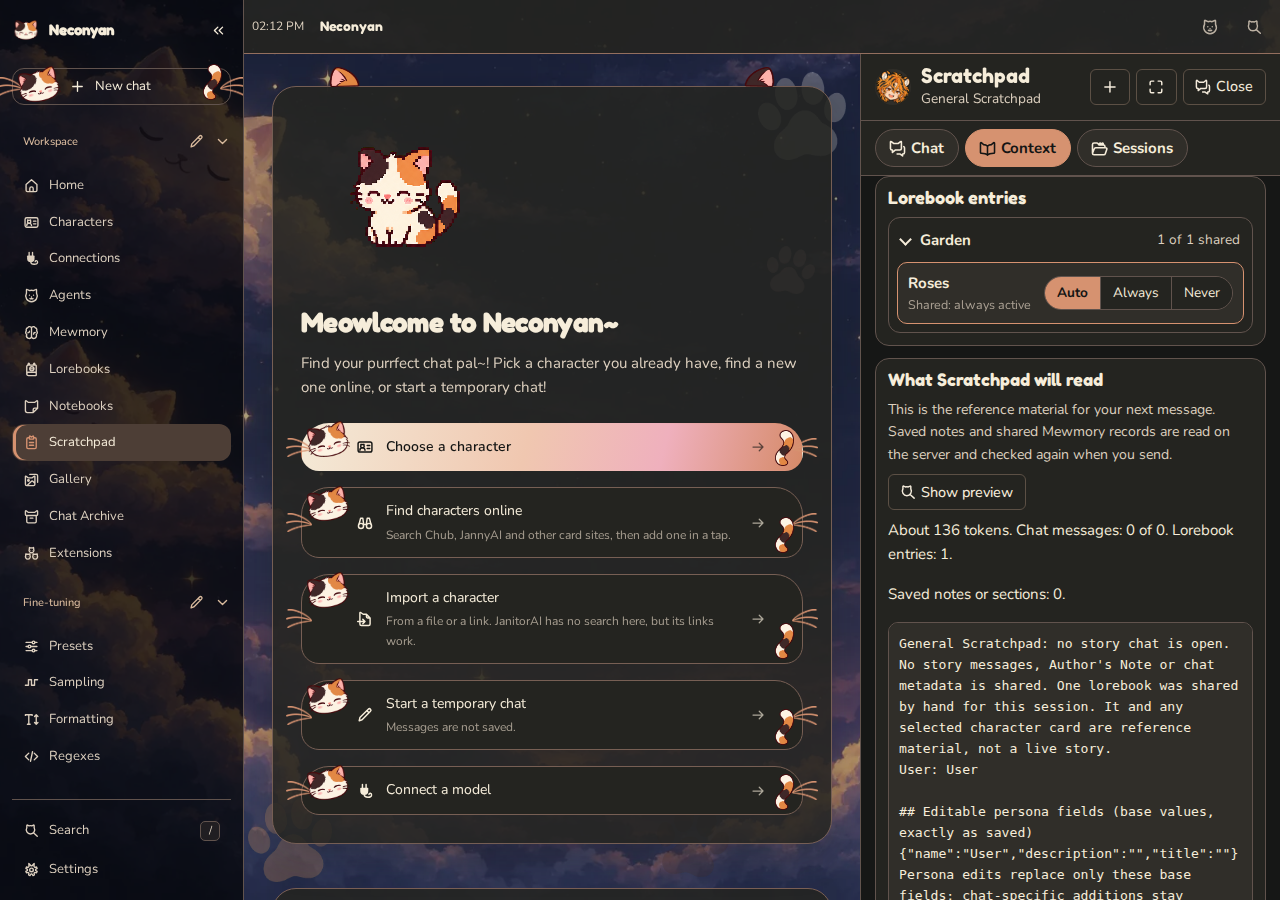 Neconyan
New chat
Workspace
Home
Characters
Connections
Agents
Mewmory
Lorebooks
Notebooks
Scratchpad
Gallery
Chat Archive
Extensions
Fine-tuning
Presets
Sampling
Formatting
Regexes
Search
/
Settings
02:12 PM
Neconyan
Meowlcome to Neconyan~
Find your purrfect chat pal~! Pick a character you already have, find a new
one online, or start a temporary chat!
Choose a character
Find characters online
Search Chub, JannyAI and other card sites, then add one in a tap.
Import a character
From a file or a link. JanitorAI has no search here, but its links
work.
Start a temporary chat
Messages are not saved.
Connect a model
Scratchpad
General Scratchpad
Close
Chat
Context
Sessions
Lorebook entries
Garden
1 of 1 shared
Roses
Shared: always active
Auto
Always
Never
What Scratchpad will read
This is the reference material for your next message.
Saved notes and shared Mewmory records are read on
the server and checked again when you send.
Show preview
About 136 tokens. Chat messages: 0 of 0. Lorebook
entries: 1.
Saved notes or sections: 0.
General Scratchpad: no story chat is open.
No story messages, Author's Note or chat
metadata is shared. One lorebook was shared
by hand for this session. It and any
selected character card are reference
material, not a live story.
User: User
## Editable persona fields (base values,
exactly as saved)
{"name":"User","description":"","title":""}
Persona edits replace only these base
fields; chat-specific additions stay